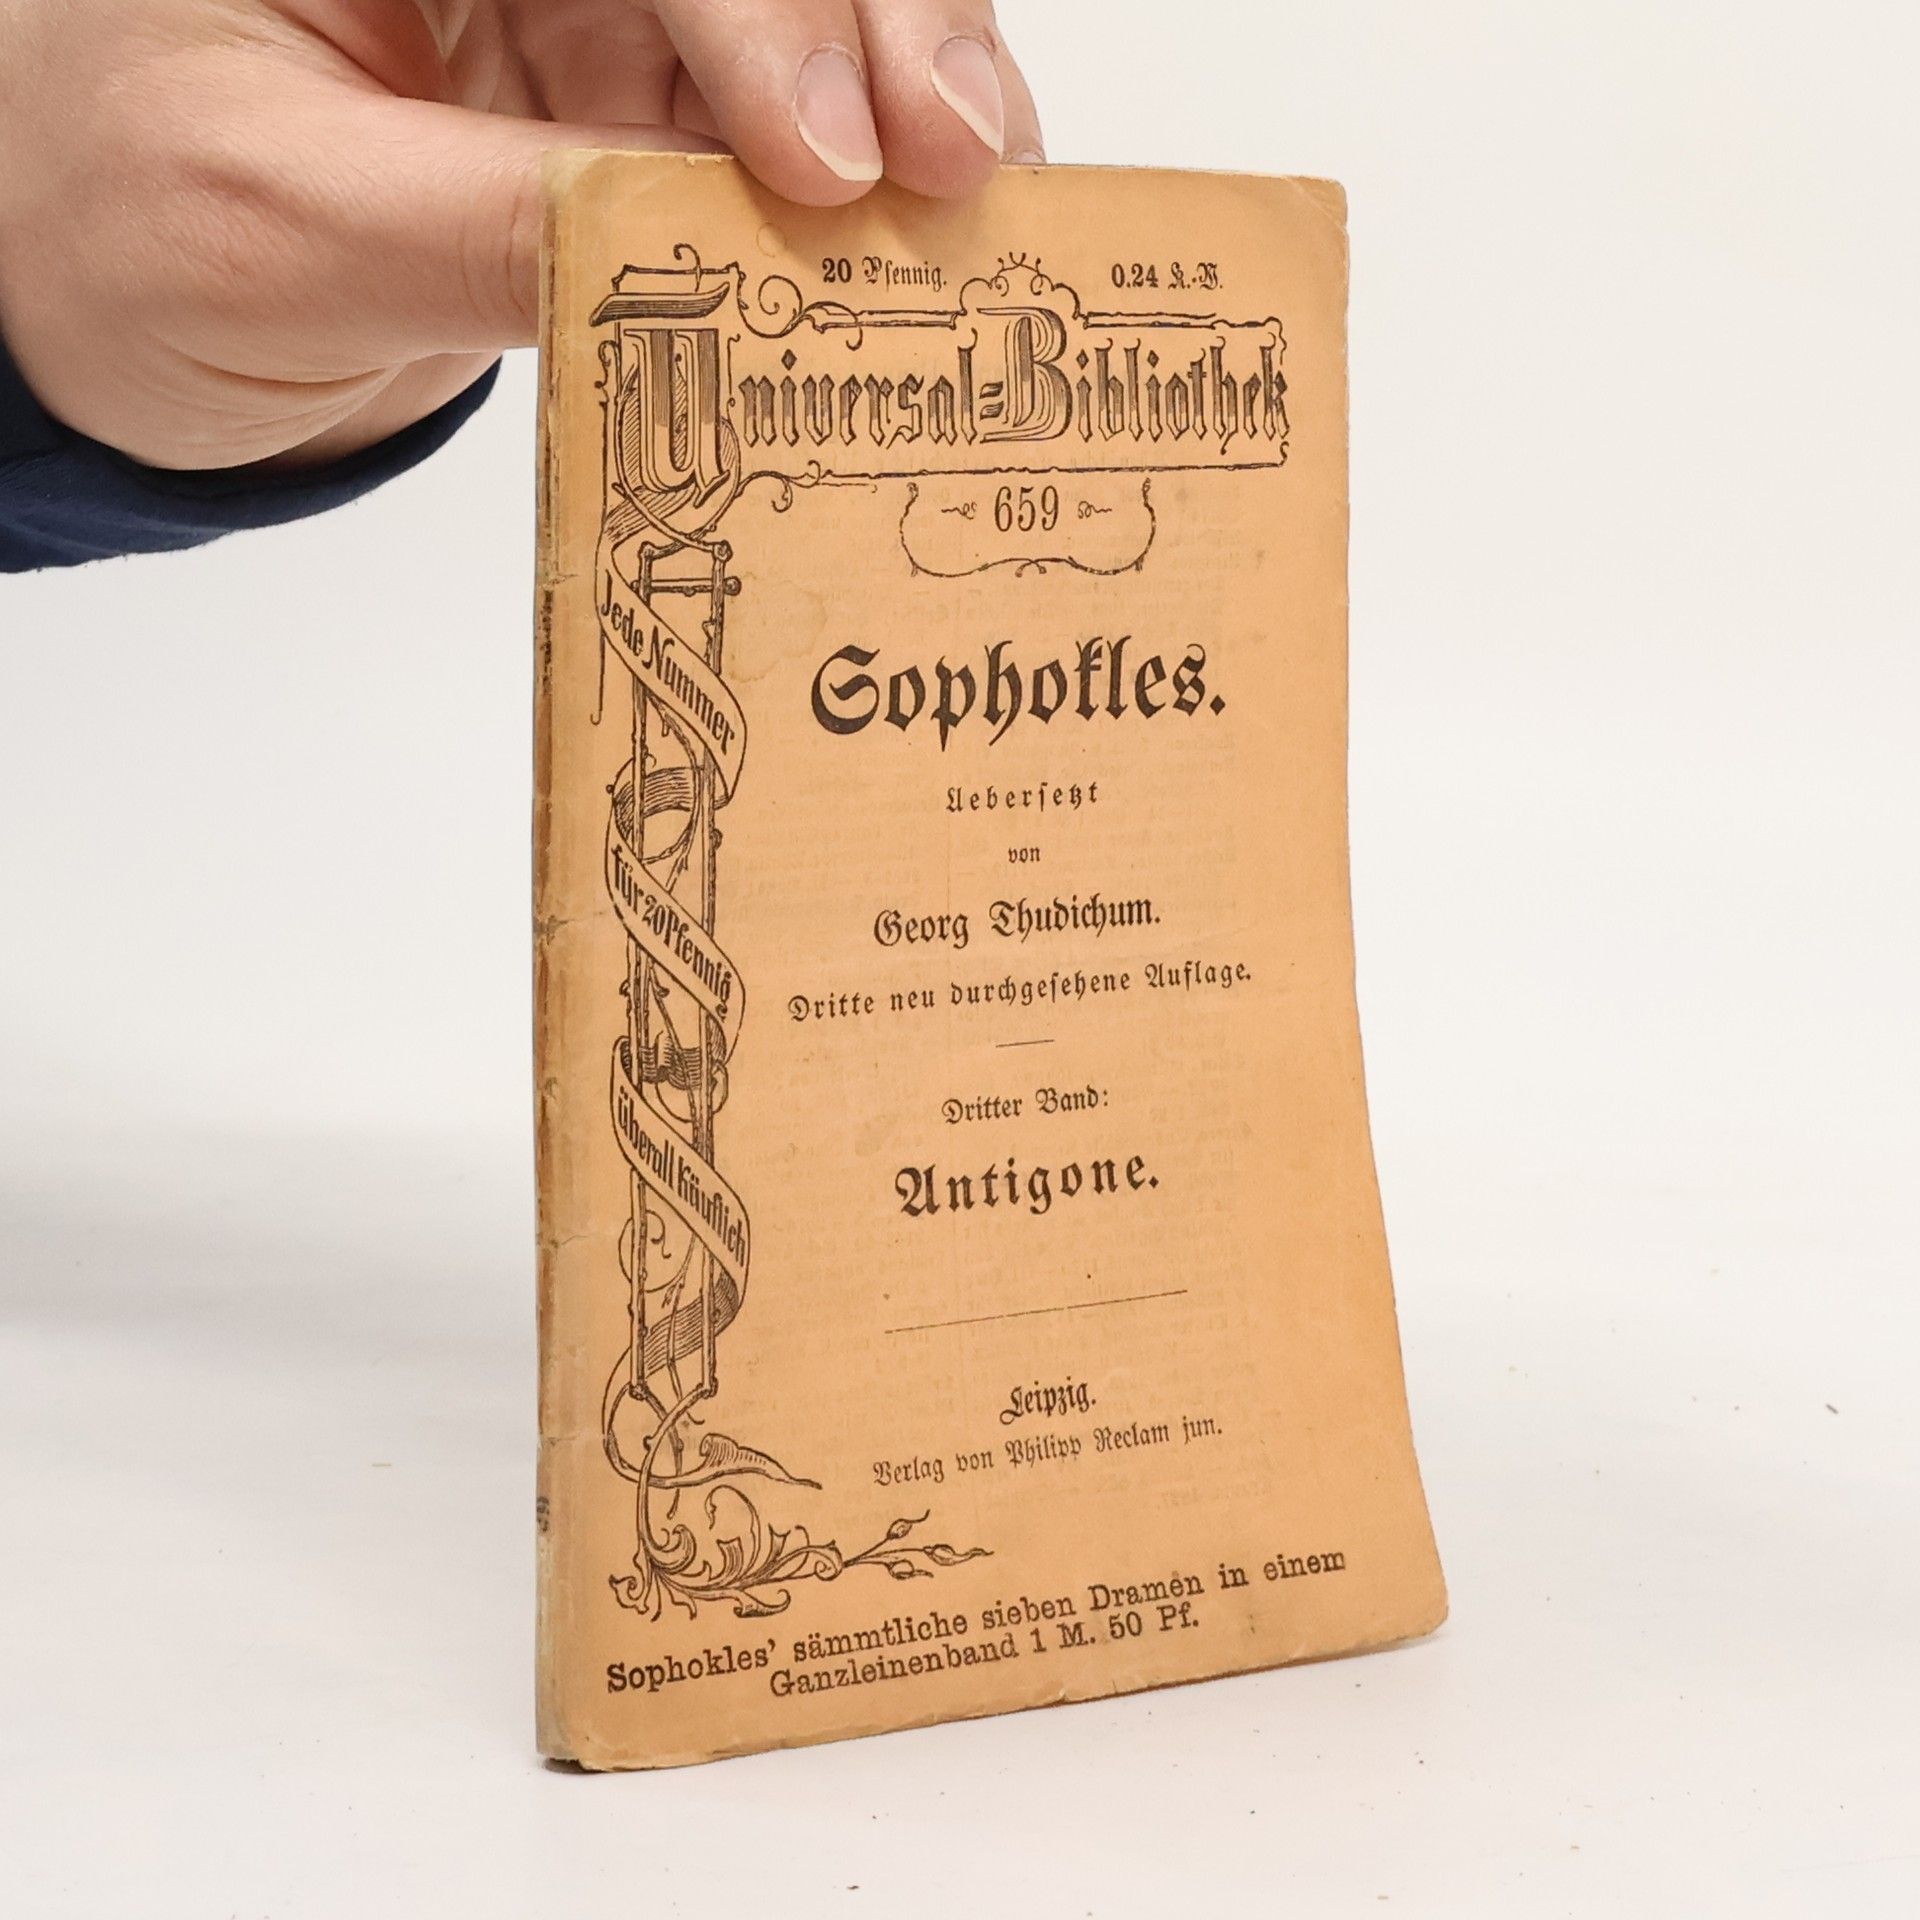 20 Pfennig. 0.24 K.-W.
Universal=Bibliothek
659
Jede Nummer
für 20 Pfennig
überall käuflich
Sophokles.
Uebersetzt
von
Georg Thudichum.
Dritte neu durchgesehene Auflage.
Dritter Band:
Antigone.
Leipzig.
Verlag von Philipp Reclam jun.
Sophokles' sämmtliche sieben Dramen in einem
Ganzleinenband 1 M. 50 Pf.